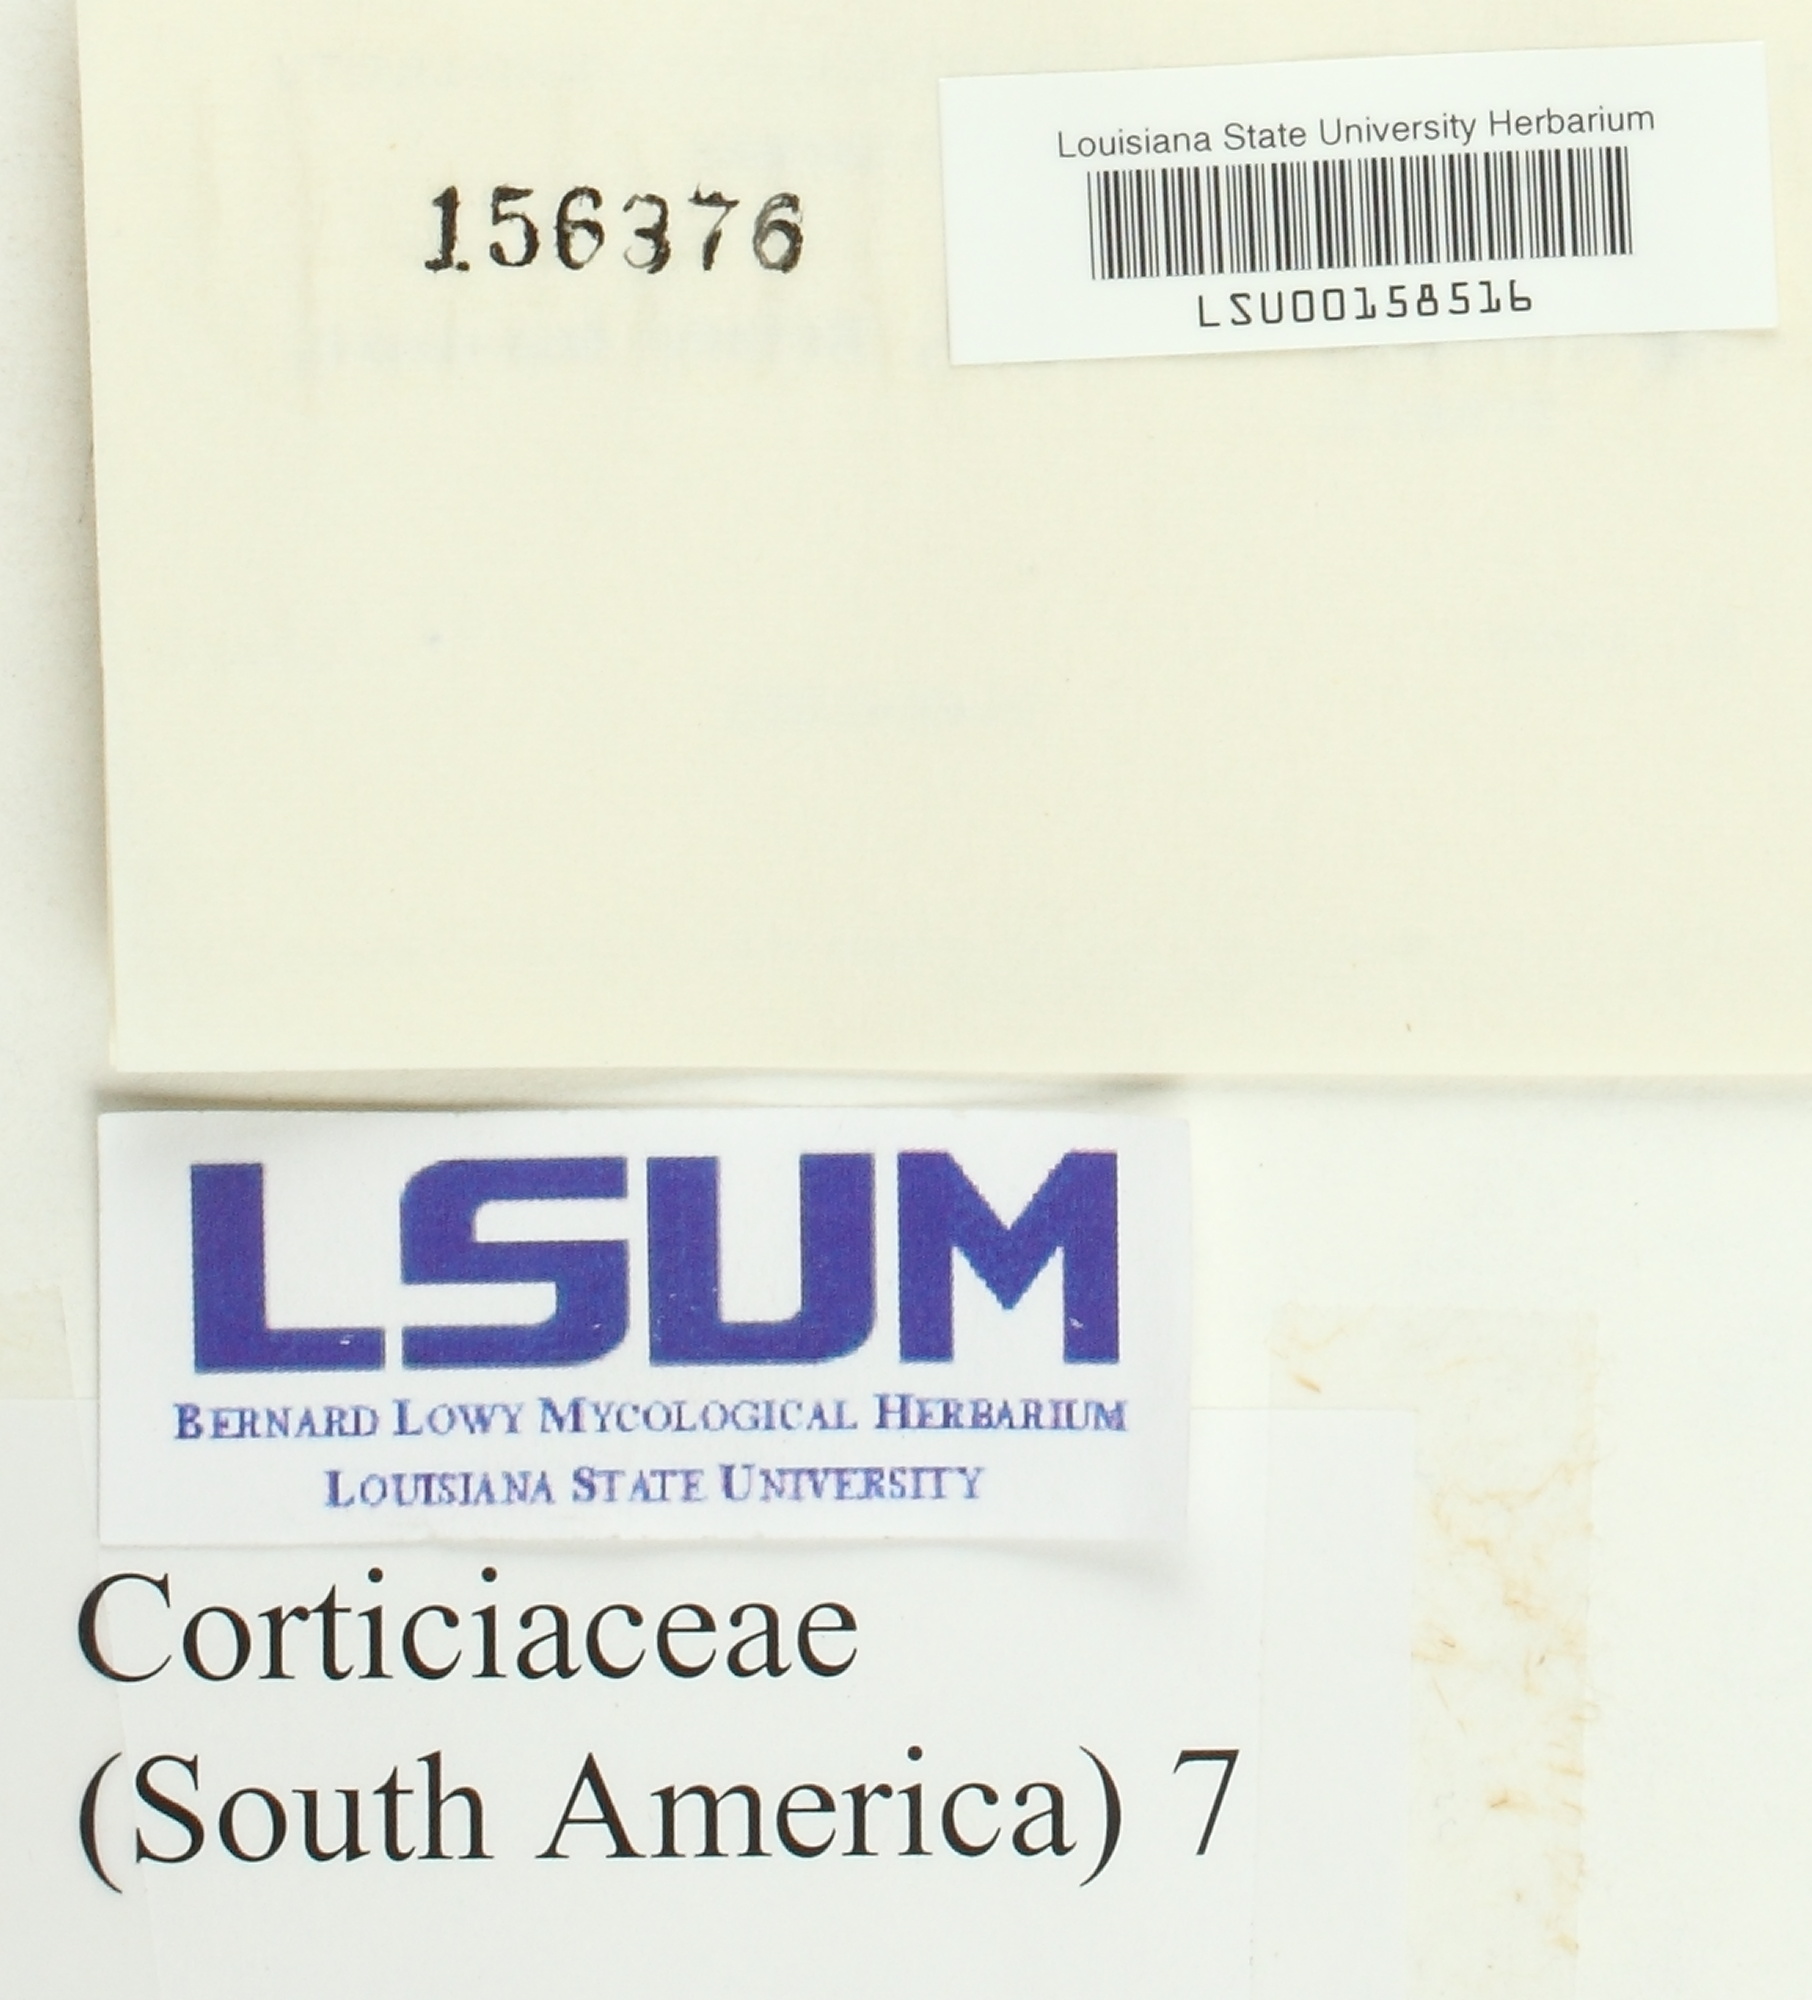 156376
Louisiana State University Herbarium
LSU00158516
LSUM
BERNARD LOWY MYCOLOGICAL HERBARIUM
LOUISIANA STATE UNIVERSITY
Corticiaceae
(South America) 7